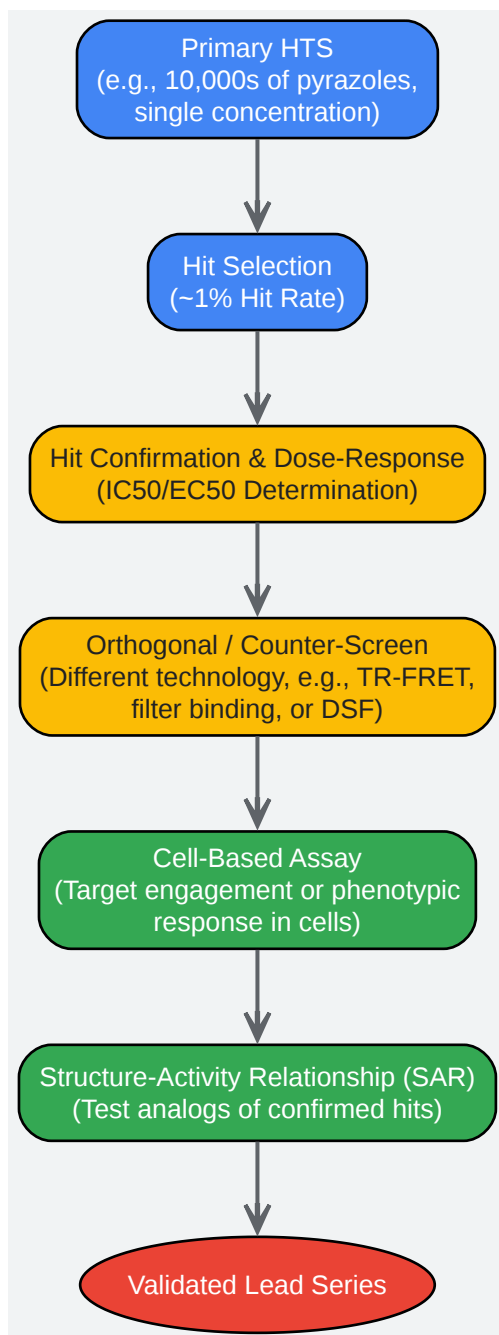 Primary HTS
(e.g., 10,000s of pyrazoles,
single concentration)
Hit Selection
(~1% Hit Rate)
Hit Confirmation & Dose-Response
(IC50/EC50 Determination)
Orthogonal / Counter-Screen
(Different technology, e.g., TR-FRET,
filter binding, or DSF)
Cell-Based Assay
(Target engagement or phenotypic
response in cells)
Structure-Activity Relationship (SAR)
(Test analogs of confirmed hits)
Validated Lead Series